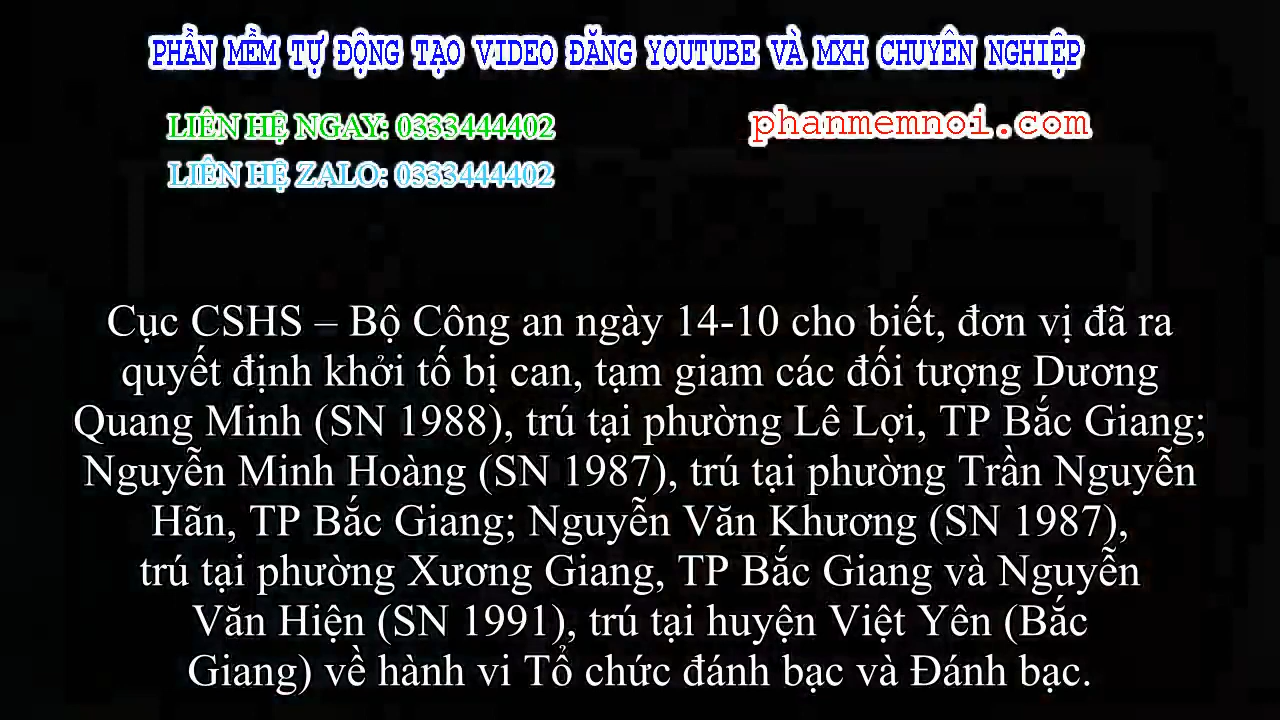 PHẦN MỀM TỰ ĐỘNG TẠO VIDEO ĐĂNG YOUTUBE VÀ MXH CHUYÊN NGHIỆP
LIÊN HỆ NGAY: 0333444402
phanmemnoi.com
LIÊN HỆ ZALO: 0333444402
Cục CSHS – Bộ Công an ngày 14-10 cho biết, đơn vị đã ra
quyết định khởi tố bị can, tạm giam các đối tượng Dương
Quang Minh (SN 1988), trú tại phường Lê Lợi, TP Bắc Giang;
Nguyễn Minh Hoàng (SN 1987), trú tại phường Trần Nguyễn
Hãn, TP Bắc Giang; Nguyễn Văn Khương (SN 1987),
trú tại phường Xương Giang, TP Bắc Giang và Nguyễn
Văn Hiện (SN 1991), trú tại huyện Việt Yên (Bắc
Giang) về hành vi Tổ chức đánh bạc và Đánh bạc.